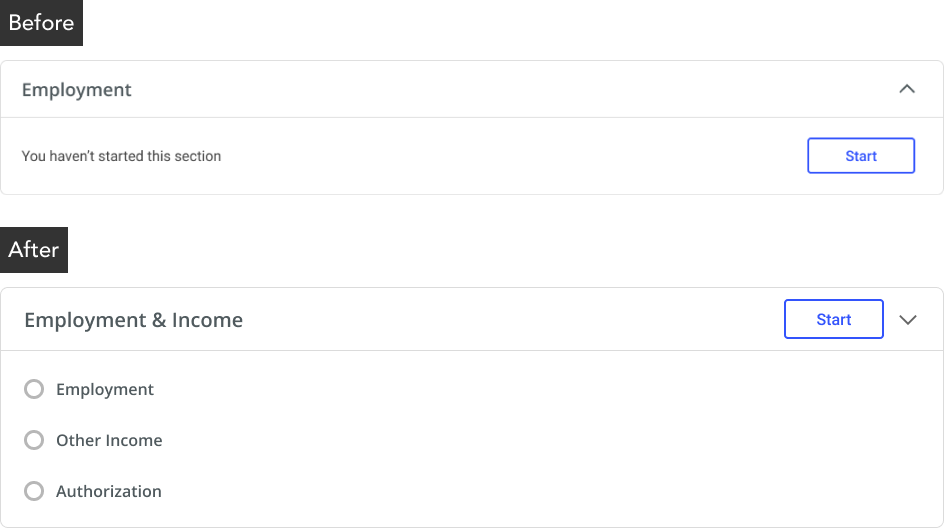 Before
Employment
You haven’t started this section
Start
After
Employment & Income
Start
Employment
Other Income
Authorization